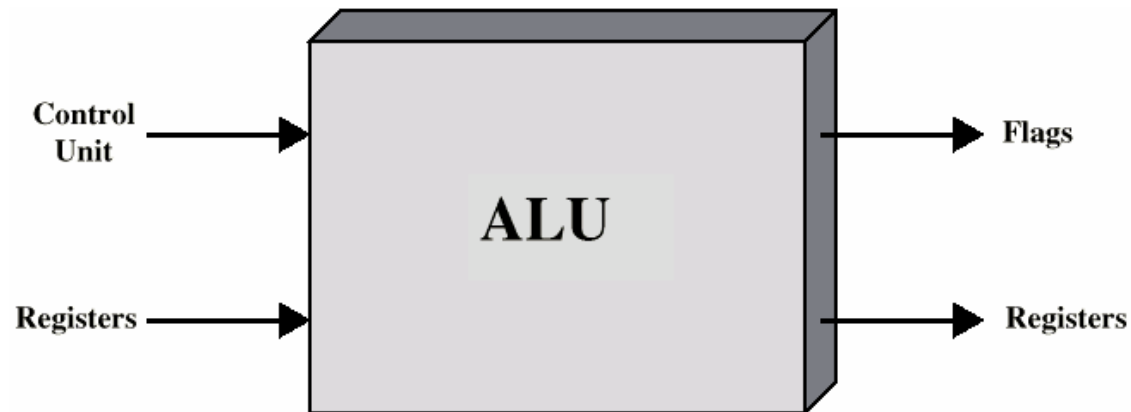 Control
Unit
Flags
ALU
Registers
Registers